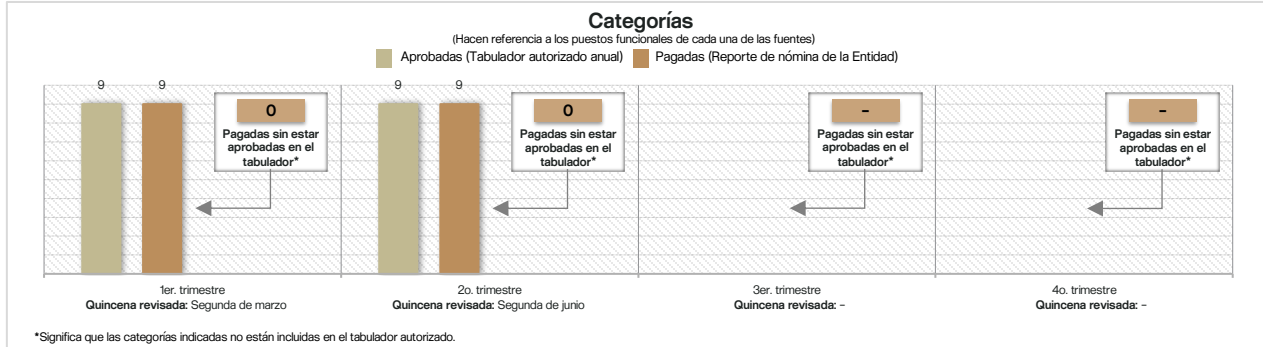 Categorías
(Hacen referencia a los puestos funcionales de cada una de las fuentes)
Aprobadas (Tabulador autorizado anual) Pagadas (Reporte de nómina de la Entidad)
9 9
0
Pagadas sin estar
aprobadas en el
tabulador*
9 9
0
Pagadas sin estar
aprobadas en el
tabulador*
-
Pagadas sin estar
aprobadas en el
tabulador*
-
Pagadas sin estar
aprobadas en el
tabulador*
1er. trimestre
Quincena revisada: Segunda de marzo
2o. trimestre
Quincena revisada: Segunda de junio
3er. trimestre
Quincena revisada: -
4o. trimestre
Quincena revisada: -
*Significa que las categorías indicadas no están incluidas en el tabulador autorizado.